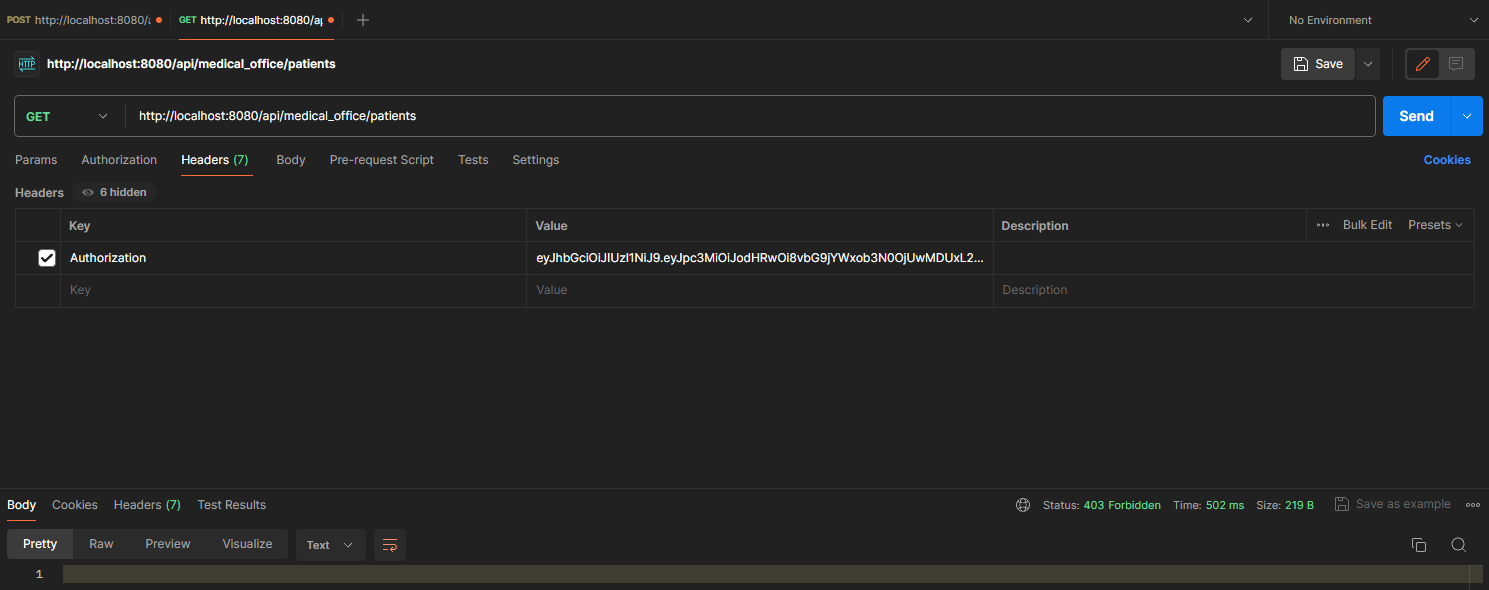 POST http://localhost:8080/a GET http://localhost:8080/ap No Environment
HTTP http://localhost:8080/api/medical_office/patients Save
GET http://localhost:8080/api/medical_office/patients Send
Params Authorization Headers (7) Body Pre-request Script Tests Settings Cookies
Headers 6 hidden
Key Value Description ••• Bulk Edit Presets
Authorization eyJhbGciOiJIUzI1NiJ9.eyJpc3MiOiJodHRwOi8vbG9jYWxob3N0OjUwMDUxL2...
Key Value Description
Body Cookies Headers (7) Test Results Status: 403 Forbidden Time: 502 ms Size: 219 B Save as example
Pretty Raw Preview Visualize Text
1